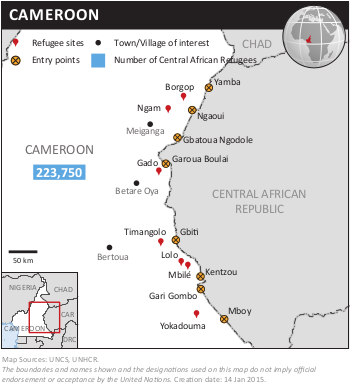 CAMEROON
Refugee sites
Town/Village of interest
CHAD
Entry points
Number of Central African Refugees
Yamba
Borgop
Ngam
Ngaoui
Meiganga
Gbatoua Ngodole
CAMEROON
Garoua Boulai
Gado
223,750
Betare Oya
CENTRAL AFRICAN
REPUBLIC
Timangolo
Gbiti
Bertoua
Lolo
50 km
Mbilé
Kentzou
NIGERIA
CHAD
Gari Gombo
CAR
Mboy
CAMEROON
Yokadouma
DRC
Map Sources: UNCS, UNHCR.
The boundaries and names shown and the designations used on this map do not imply official
endorsement or acceptance by the United Nations. Creation date: 14 Jan 2015.